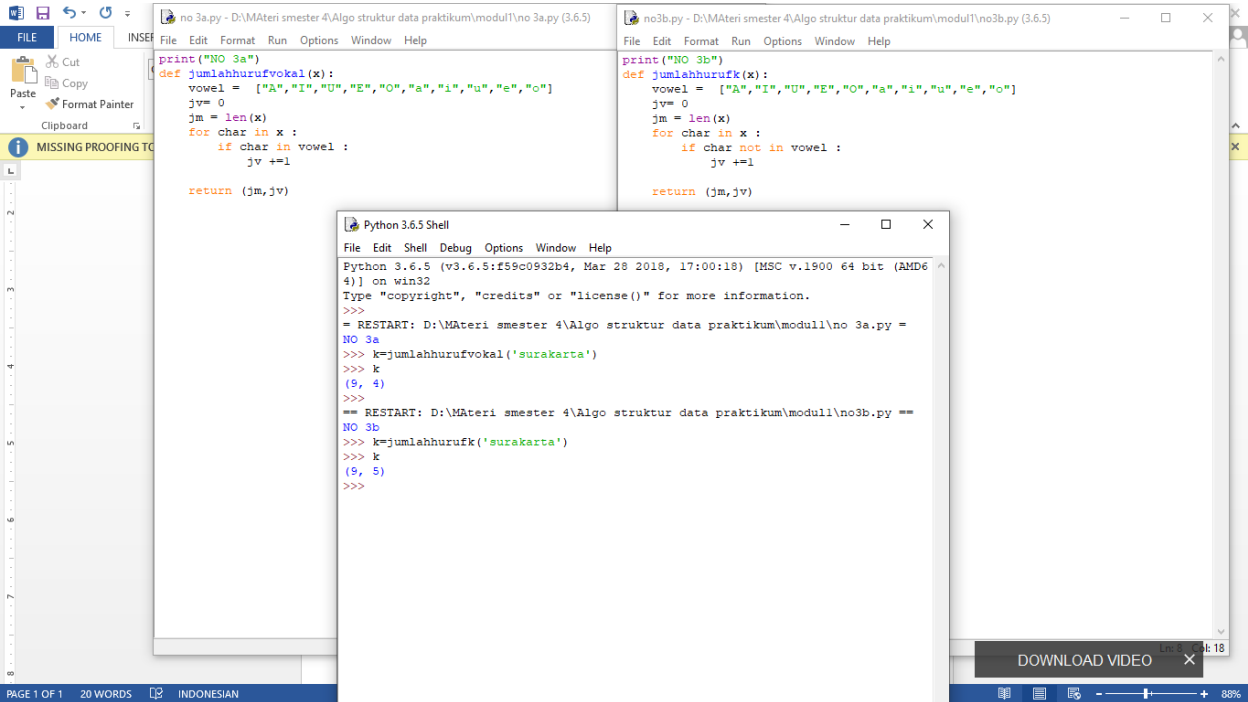 FILE HOME INSEF
Cut
Copy
Paste
Format Painter
Clipboard
MISSING PROOFING TO
no 3a.py - D:\MAteri smester 4\Algo struktur data praktikum\modul1\no 3a.py (3.6.5)
File Edit Format Run Options Window Help
print("NO 3a")
def jumlahhurufvokal(x):
    vowel =  ["A","I","U","E","O","a","i","u","e","o"]
    jv= 0
    jm = len(x)
    for char in x :
        if char in vowel :
            jv +=1
    return (jm,jv)
no3b.py - D:\MAteri smester 4\Algo struktur data praktikum\modul1\no3b.py (3.6.5)
File Edit Format Run Options Window Help
print("NO 3b")
def jumlahhurufk(x):
    vowel =  ["A","I","U","E","O","a","i","u","e","o"]
    jv= 0
    jm = len(x)
    for char in x :
        if char not in vowel :
            jv +=1
    return (jm,jv)
Python 3.6.5 Shell
File Edit Shell Debug Options Window Help
Python 3.6.5 (v3.6.5:f59c0932b4, Mar 28 2018, 17:00:18) [MSC v.1900 64 bit (AMD6
4)] on win32
Type "copyright", "credits" or "license()" for more information.
>>>
= RESTART: D:\MAteri smester 4\Algo struktur data praktikum\modul1\no 3a.py =
NO 3a
>>> k=jumlahhurufvokal('surakarta')
>>> k
(9, 4)
>>>
== RESTART: D:\MAteri smester 4\Algo struktur data praktikum\modul1\no3b.py ==
NO 3b
>>> k=jumlahhurufk('surakarta')
>>> k
(9, 5)
>>>
2
3
4
5
6
7
8
Ln: 8 Col: 18
DOWNLOAD VIDEO
PAGE 1 OF 1 20 WORDS INDONESIAN 88%